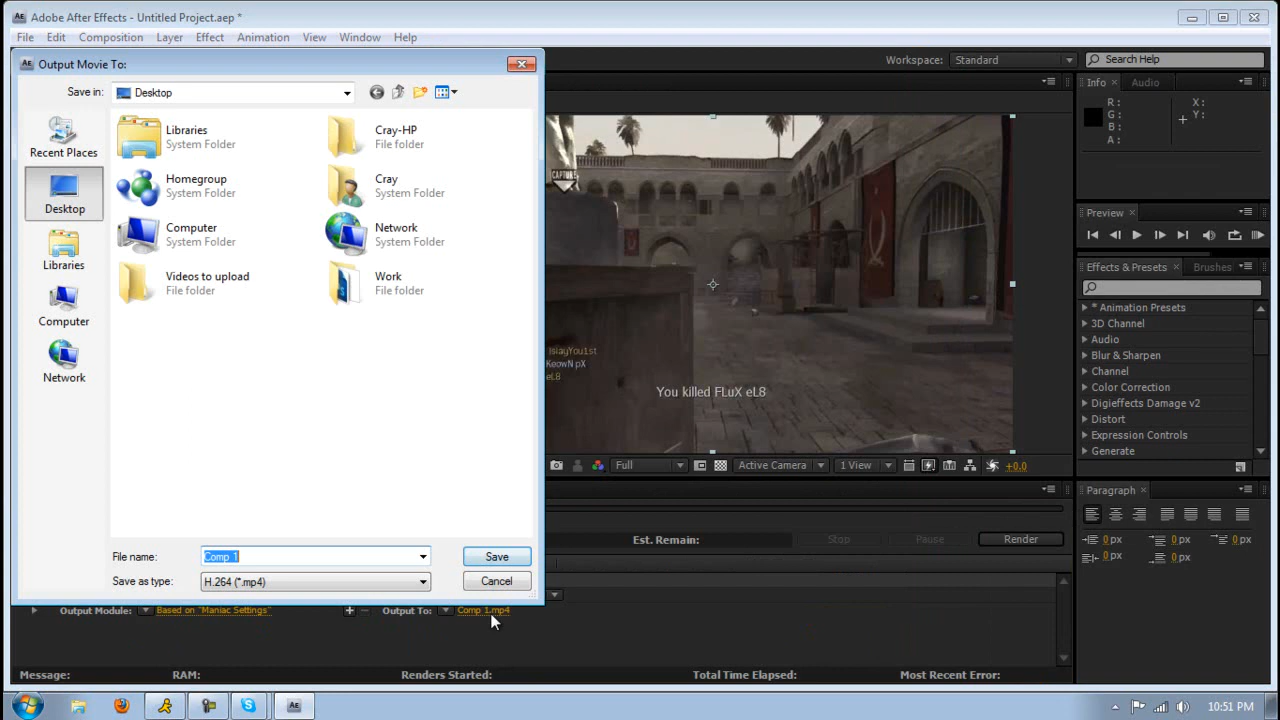 Adobe After Effects - Untitled Project.aep *
File Edit Composition Layer Effect Animation View Window Help
Output Movie To:
Workspace: Standard
Search Help
Save in: Desktop
Info Audio
R: X:
G: Y:
B:
A:
Recent Places
Desktop
Libraries
Computer
Network
Libraries
System Folder
Cray-HP
File folder
Homegroup
System Folder
Cray
System Folder
Computer
System Folder
Network
System Folder
Videos to upload
File folder
Work
File folder
CAPTURE
Preview
Effects & Presets Brushes
* Animation Presets
3D Channel
Audio
Blur & Sharpen
Channel
Color Correction
Digieffects Damage v2
Distort
Expression Controls
Generate
You killed FLuX eL8
Full Active Camera 1 View +0.0
Paragraph
0 px 0 px 0 px
0 px 0 px
File name: Comp 1 Save
Save as type: H.264 (*.mp4) Cancel
Est. Remain: Stop Pause Render
Output Module: Based on "Maniac Settings" Output To: Comp 1.mp4
Message: RAM: Renders Started: Total Time Elapsed: Most Recent Error:
10:51 PM